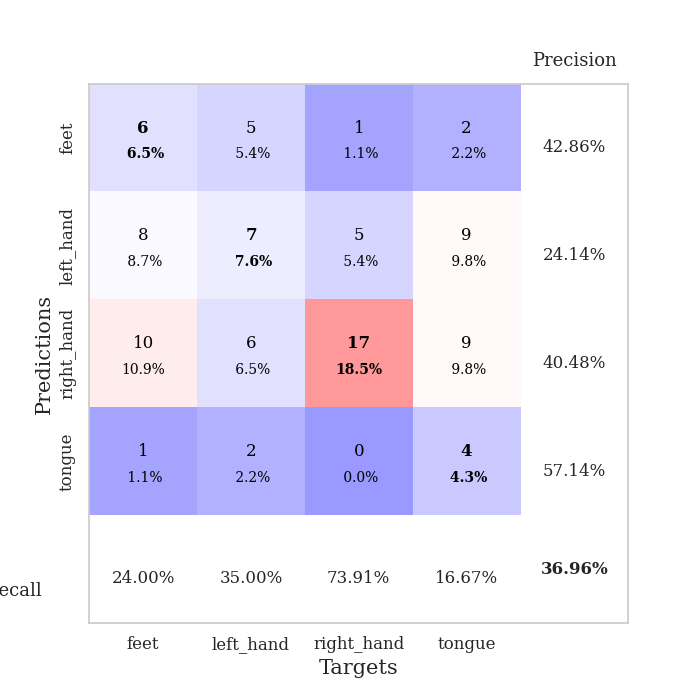 Precision
feet
6 5 1 2
6.5% 5.4% 1.1% 2.2%
42.86%
left_hand
8 7 5 9
8.7% 7.6% 5.4% 9.8%
24.14%
Predictions
right_hand
10 6 17 9
10.9% 6.5% 18.5% 9.8%
40.48%
tongue
1 2 0 4
1.1% 2.2% 0.0% 4.3%
57.14%
ecall
24.00% 35.00% 73.91% 16.67% 36.96%
feet left_hand right_hand tongue
Targets